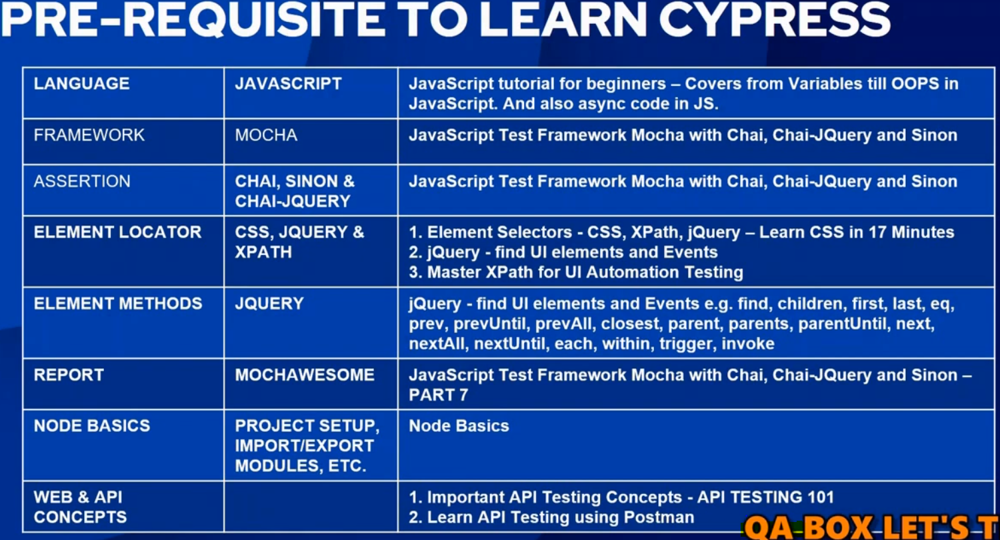 PRE-REQUISITE TO LEARN CYPRESS
LANGUAGE
JAVASCRIPT
JavaScript tutorial for beginners – Covers from Variables till OOPS in
JavaScript. And also async code in JS.
FRAMEWORK
MOCHA
JavaScript Test Framework Mocha with Chai, Chai-JQuery and Sinon
ASSERTION
CHAI, SINON &
CHAI-JQUERY
JavaScript Test Framework Mocha with Chai, Chai-JQuery and Sinon
ELEMENT LOCATOR
CSS, JQUERY &
XPATH
1. Element Selectors - CSS, XPath, jQuery – Learn CSS in 17 Minutes
2. jQuery - find UI elements and Events
3. Master XPath for UI Automation Testing
ELEMENT METHODS
JQUERY
jQuery - find UI elements and Events e.g. find, children, first, last, eq,
prev, prevUntil, prevAll, closest, parent, parents, parentUntil, next,
nextAll, nextUntil, each, within, trigger, invoke
REPORT
MOCHAWESOME
JavaScript Test Framework Mocha with Chai, Chai-JQuery and Sinon –
PART 7
NODE BASICS
PROJECT SETUP,
IMPORT/EXPORT
MODULES, ETC.
Node Basics
WEB & API
CONCEPTS
1. Important API Testing Concepts - API TESTING 101
2. Learn API Testing using Postman
QA BOX LET'S T